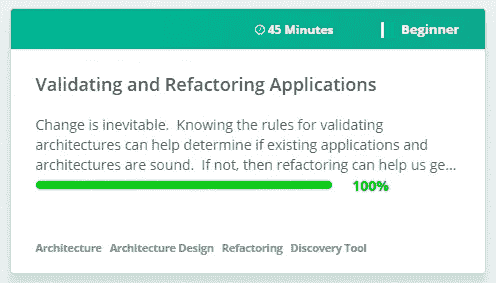 45 Minutes | Beginner
Validating and Refactoring Applications
Change is inevitable. Knowing the rules for validating
architectures can help determine if existing applications and
architectures are sound. If not, then refactoring can help us ge...
100%
Architecture Architecture Design Refactoring Discovery Tool